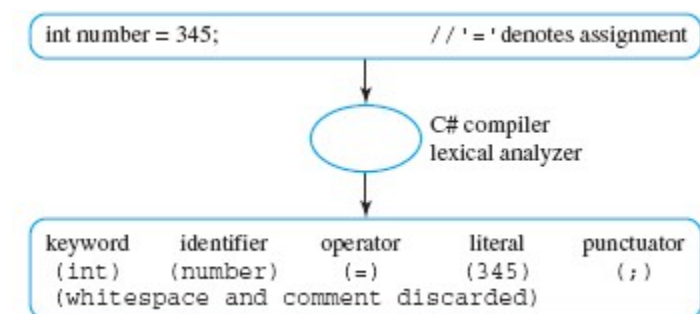 int number = 345; // '=' denotes assignment
C# compiler
lexical analyzer
keyword identifier operator literal punctuator
(int) (number) (=) (345) (;)
(whitespace and comment discarded)